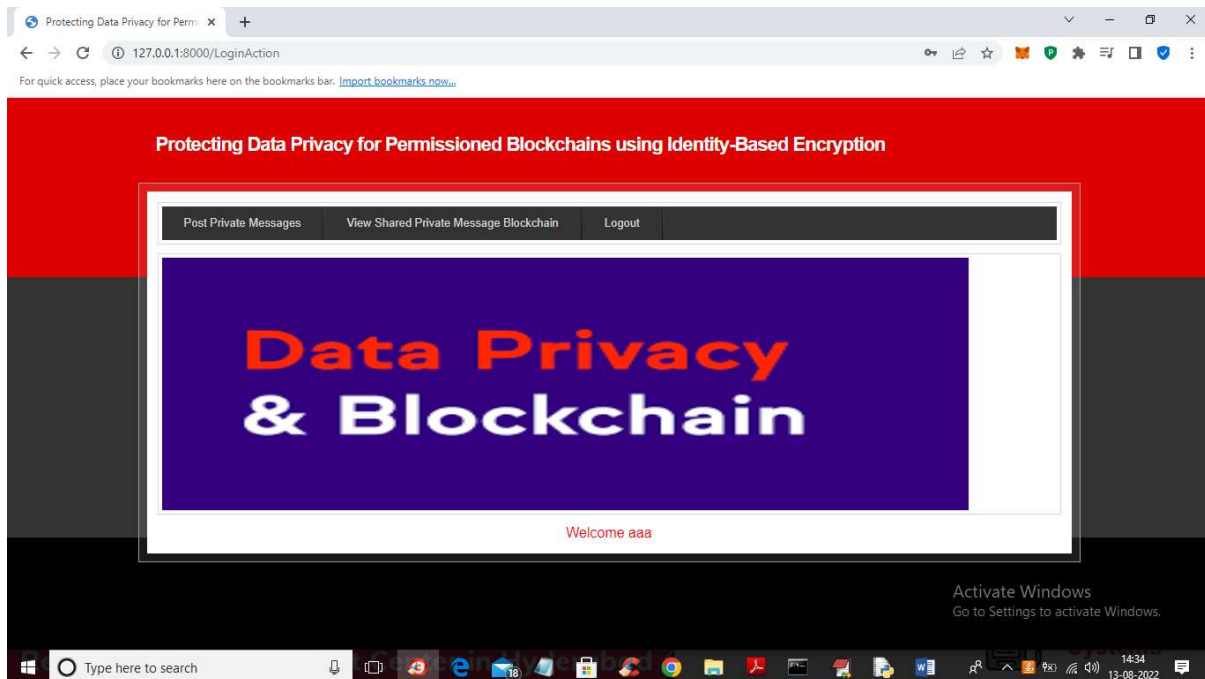 Protecting Data Privacy for Perm
127.0.0.1:8000/LoginAction
For quick access, place your bookmarks here on the bookmarks bar. Import bookmarks now...
Protecting Data Privacy for Permissioned Blockchains using Identity-Based Encryption
Post Private Messages View Shared Private Message Blockchain Logout
Data Privacy
& Blockchain
Welcome aaa
Activate Windows
Go to Settings to activate Windows.
Type here to search
18
14:34
13-08-2022